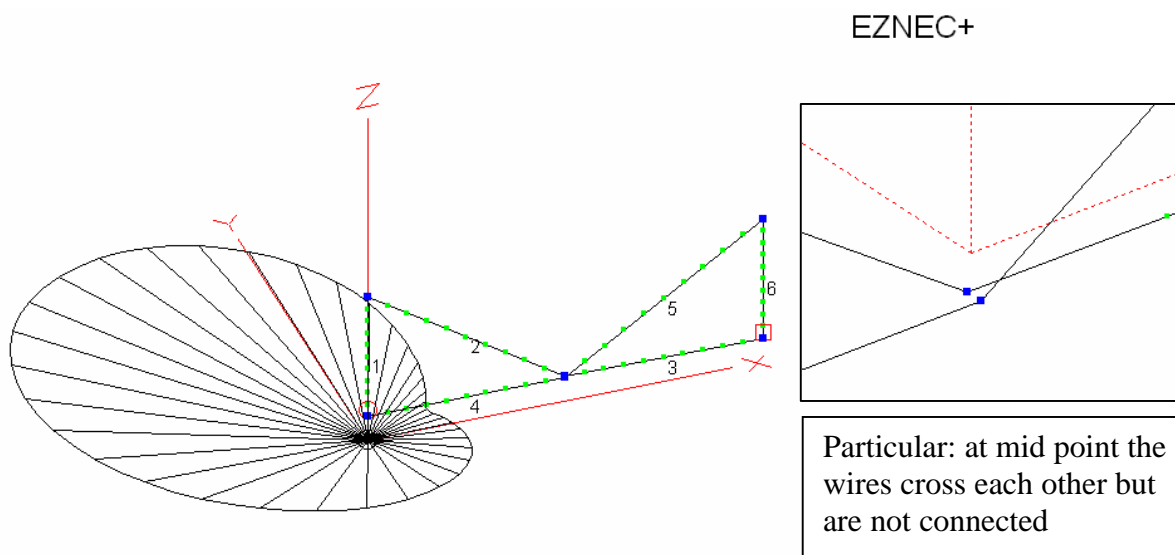 EZNEC+
Z
Y
X
1
2
3
4
5
6
Particular: at mid point the
wires cross each other but
are not connected